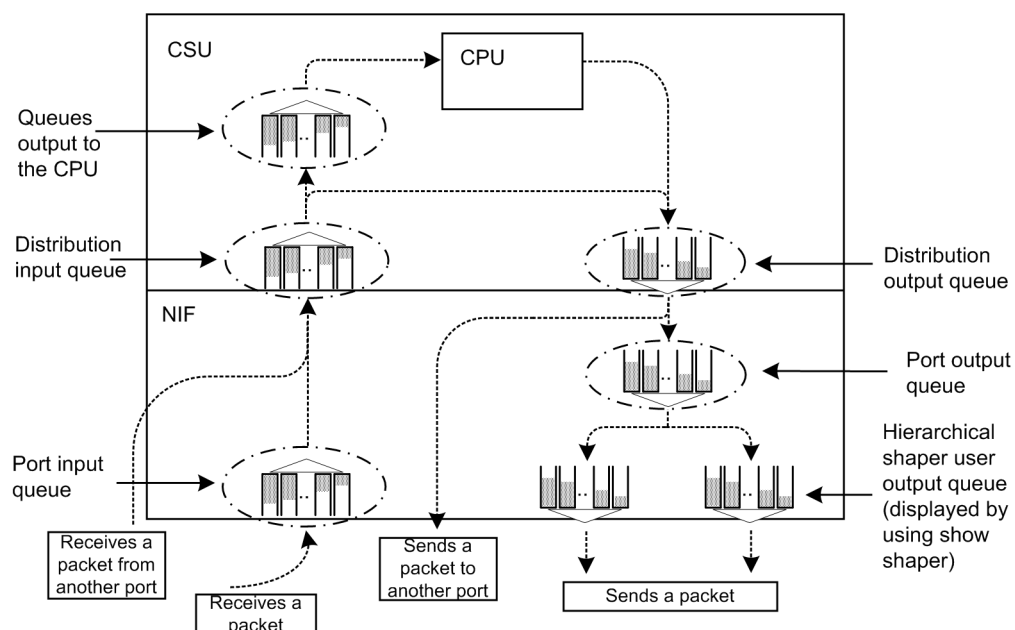 CSU
CPU
Queues
output to
the CPU
Distribution
input queue
Distribution
output queue
NIF
Port output
queue
Port input
queue
Hierarchical
shaper user
output queue
(displayed by
using show
shaper)
Receives a
packet from
another port
Receives a
packet
Sends a
packet to
another port
Sends a packet